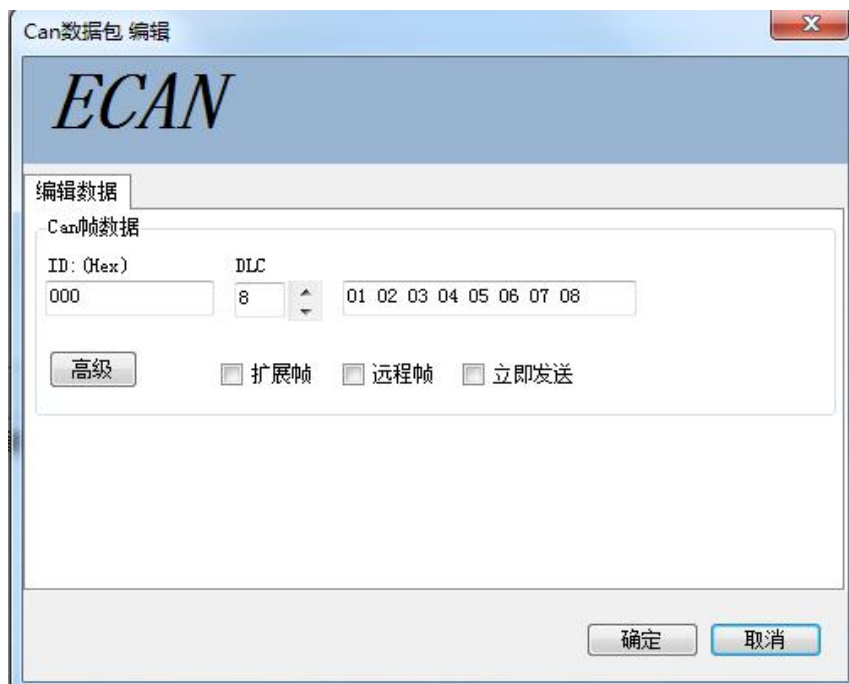 Can数据包 编辑
ECAN
编辑数据
Can帧数据
ID:(Hex) DLC
000 8 01 02 03 04 05 06 07 08
高级 扩展帧 远程帧 立即发送
确定 取消